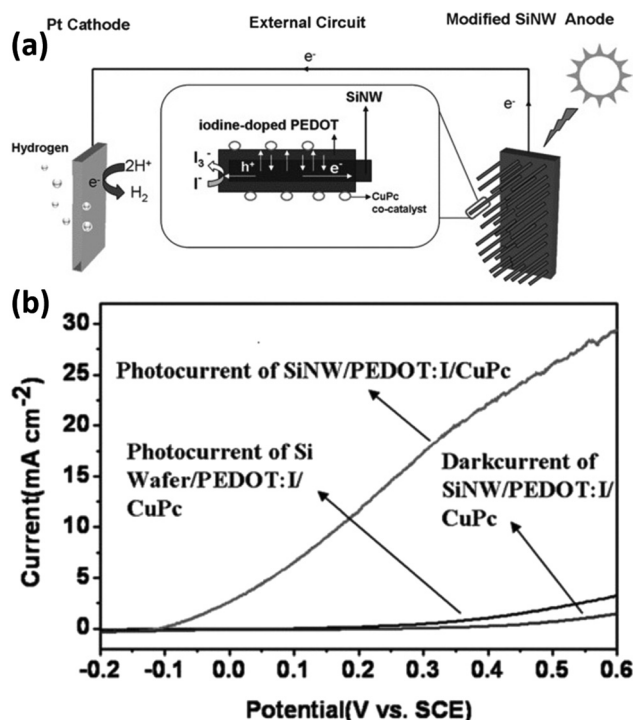 (a)
Pt Cathode
External Circuit
Modified SiNW Anode
e-
SiNW
iodine-doped PEDOT
e-
Hydrogen
2H+
e-
H2
I3-
I-
h+
e-
CuPc
co-catalyst
(b)
30
25
20
15
10
5
0
Current(mA cm-2)
Photocurrent of SiNW/PEDOT:I/CuPc
Photocurrent of Si
Wafer/PEDOT:I/
CuPc
Darkcurrent of
SiNW/PEDOT:I/
CuPc
-0.2
-0.1
0.0
0.1
0.2
0.3
0.4
0.5
0.6
Potential(V vs. SCE)